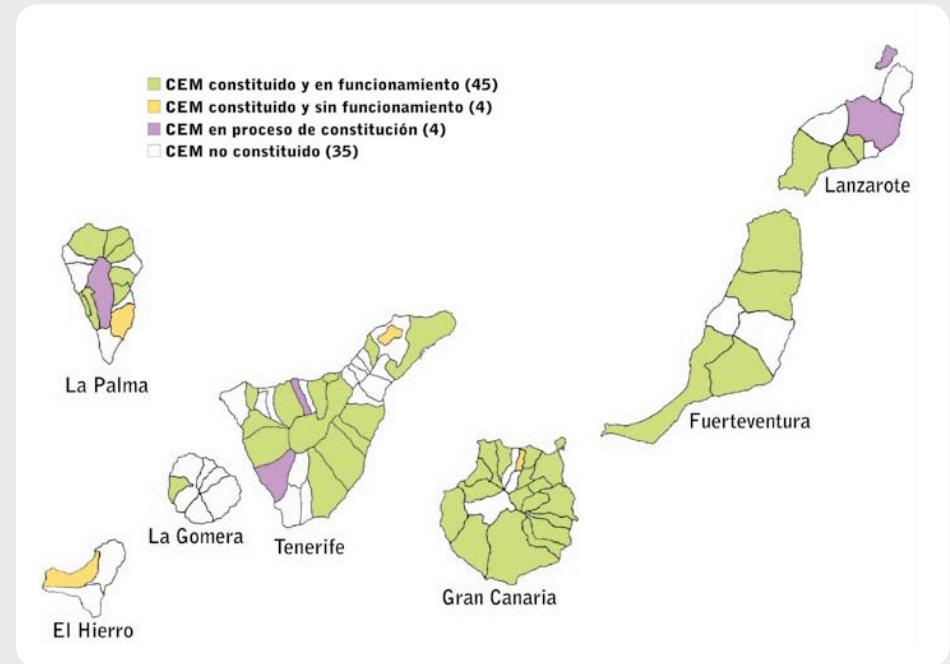 CEM constituido y en funcionamiento (45)
CEM constituido y sin funcionamiento (4)
CEM en proceso de constitución (4)
CEM no constituido (35)
Lanzarote
La Palma
Fuerteventura
La Gomera
Tenerife
Gran Canaria
El Hierro